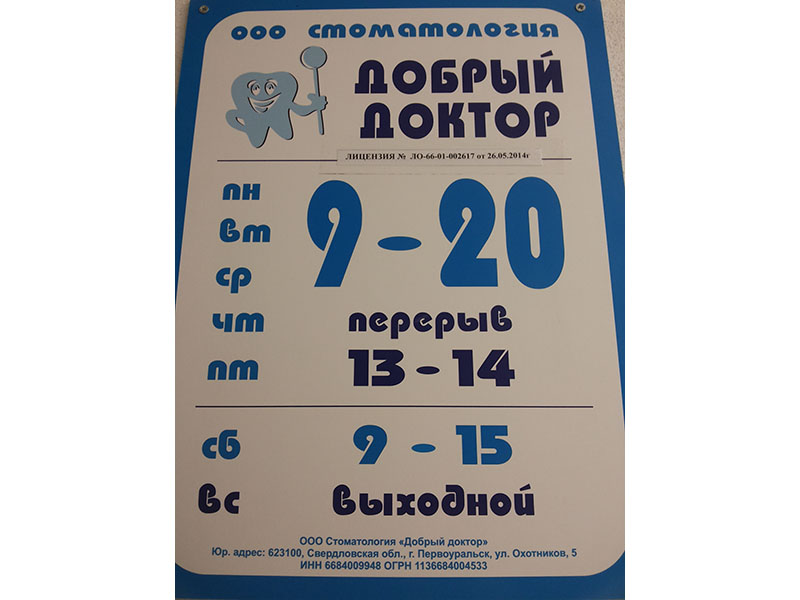 ООО СТОМАТОЛОГИЯ
ДОБРЫЙ
ДОКТОР
ЛИЦЕНЗИЯ № ЛО-66-01-002617 от 26.05.2014г
пн
9 - 20
вт
ср
чт
перерыв
пт
13 - 14
сб
9 - 15
вс
выходной
ООО Стоматология «Добрый доктор»
Юр. адрес: 623100, Свердловская обл., г. Первоуральск, ул. Охотников, 5
ИНН 6684009948 ОГРН 1136684004533